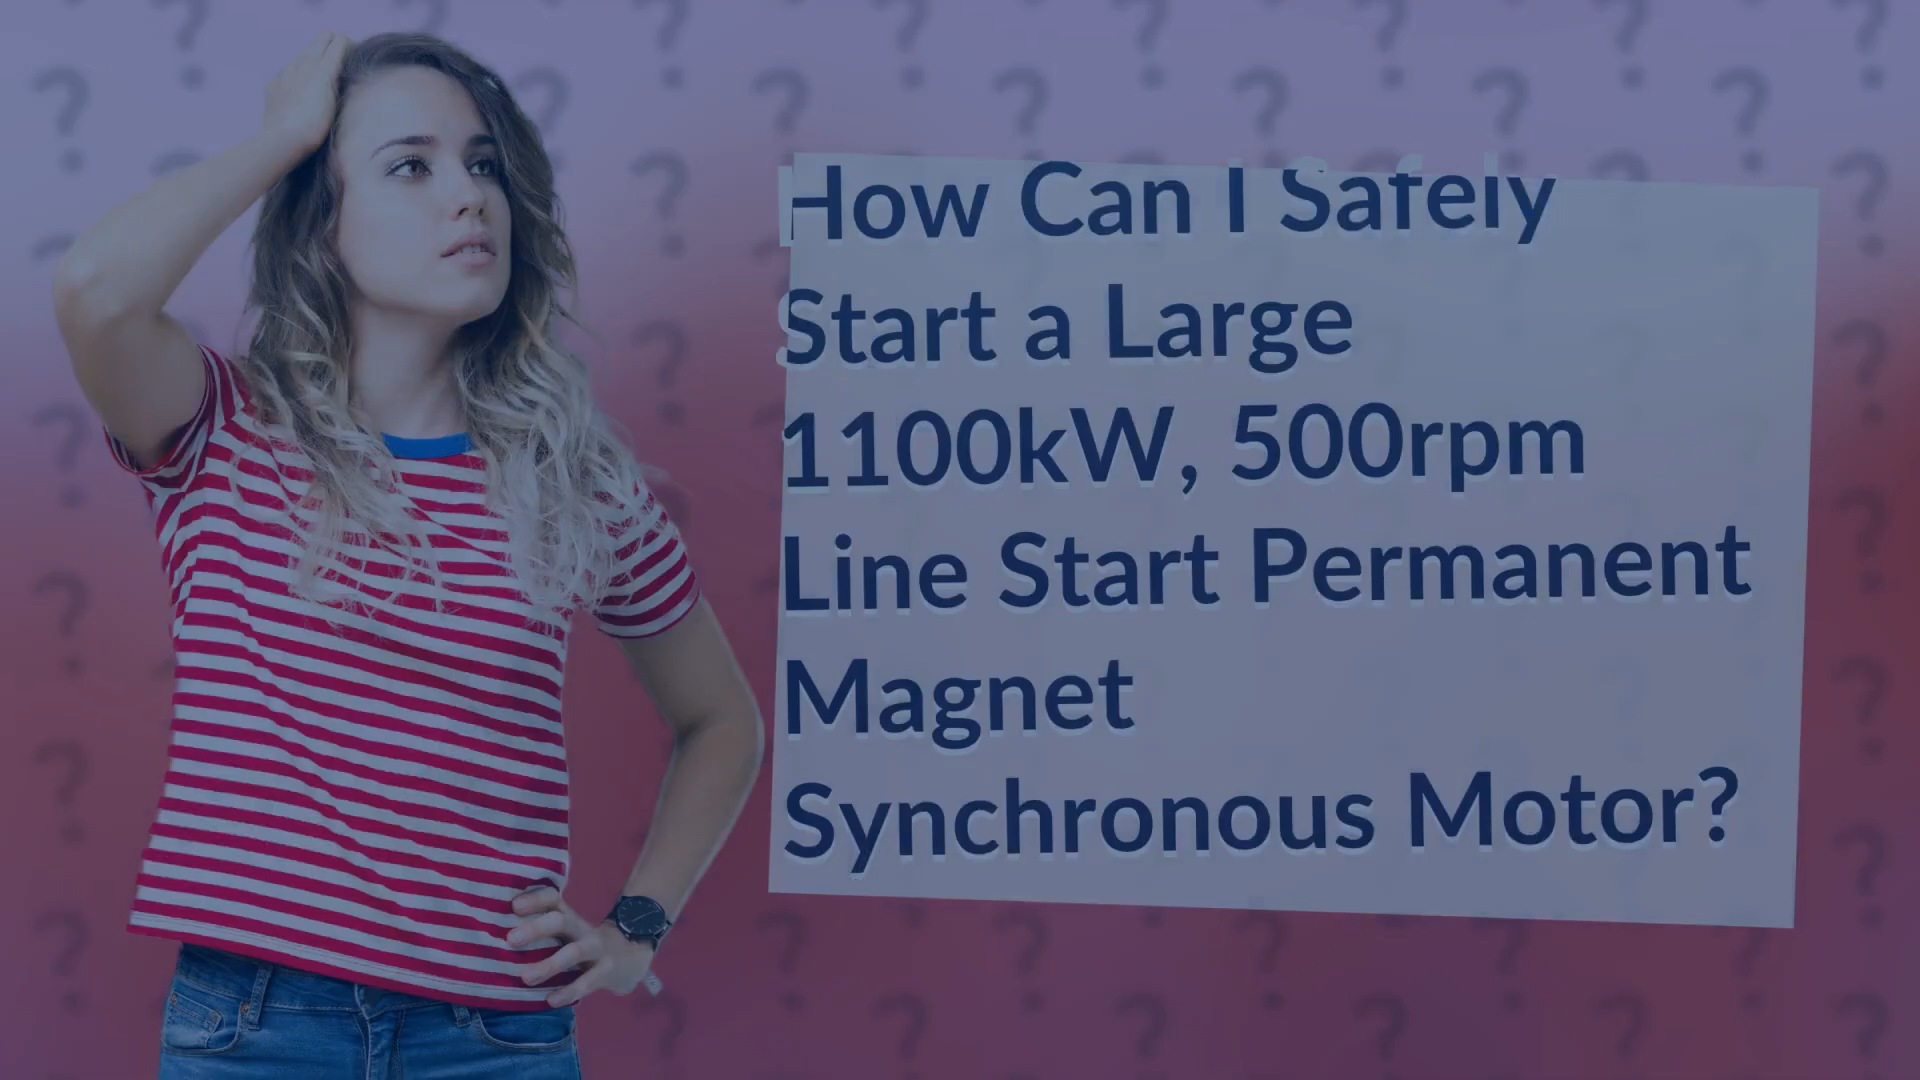 How Can I Safely
Start a Large
1100kW, 500rpm
Line Start Permanent
Magnet
Synchronous Motor?